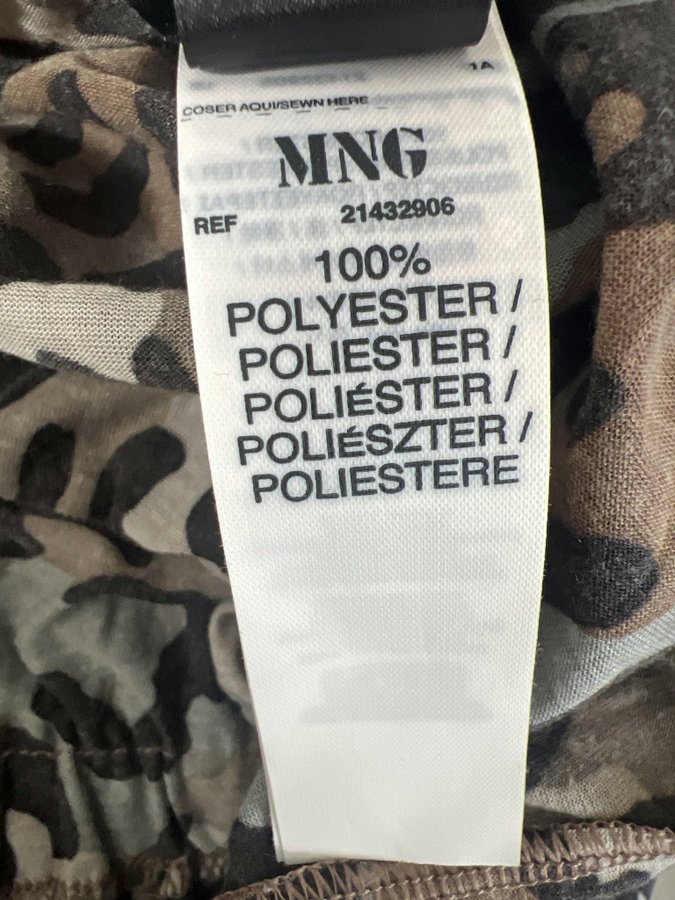 1A
COSER AQUI/SEWN HERE
MNG
REF 21432906
100%
POLYESTER /
POLIESTER /
POLIÉSTER /
POLIÉSZTER /
POLIESTERE